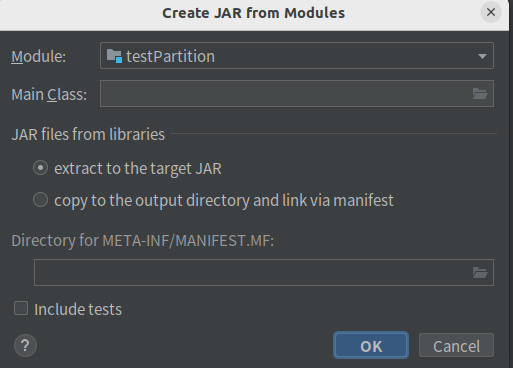 Create JAR from Modules
Module: testPartition
Main Class:
JAR files from libraries
extract to the target JAR
copy to the output directory and link via manifest
Directory for META-INF/MANIFEST.MF:
Include tests
? OK Cancel